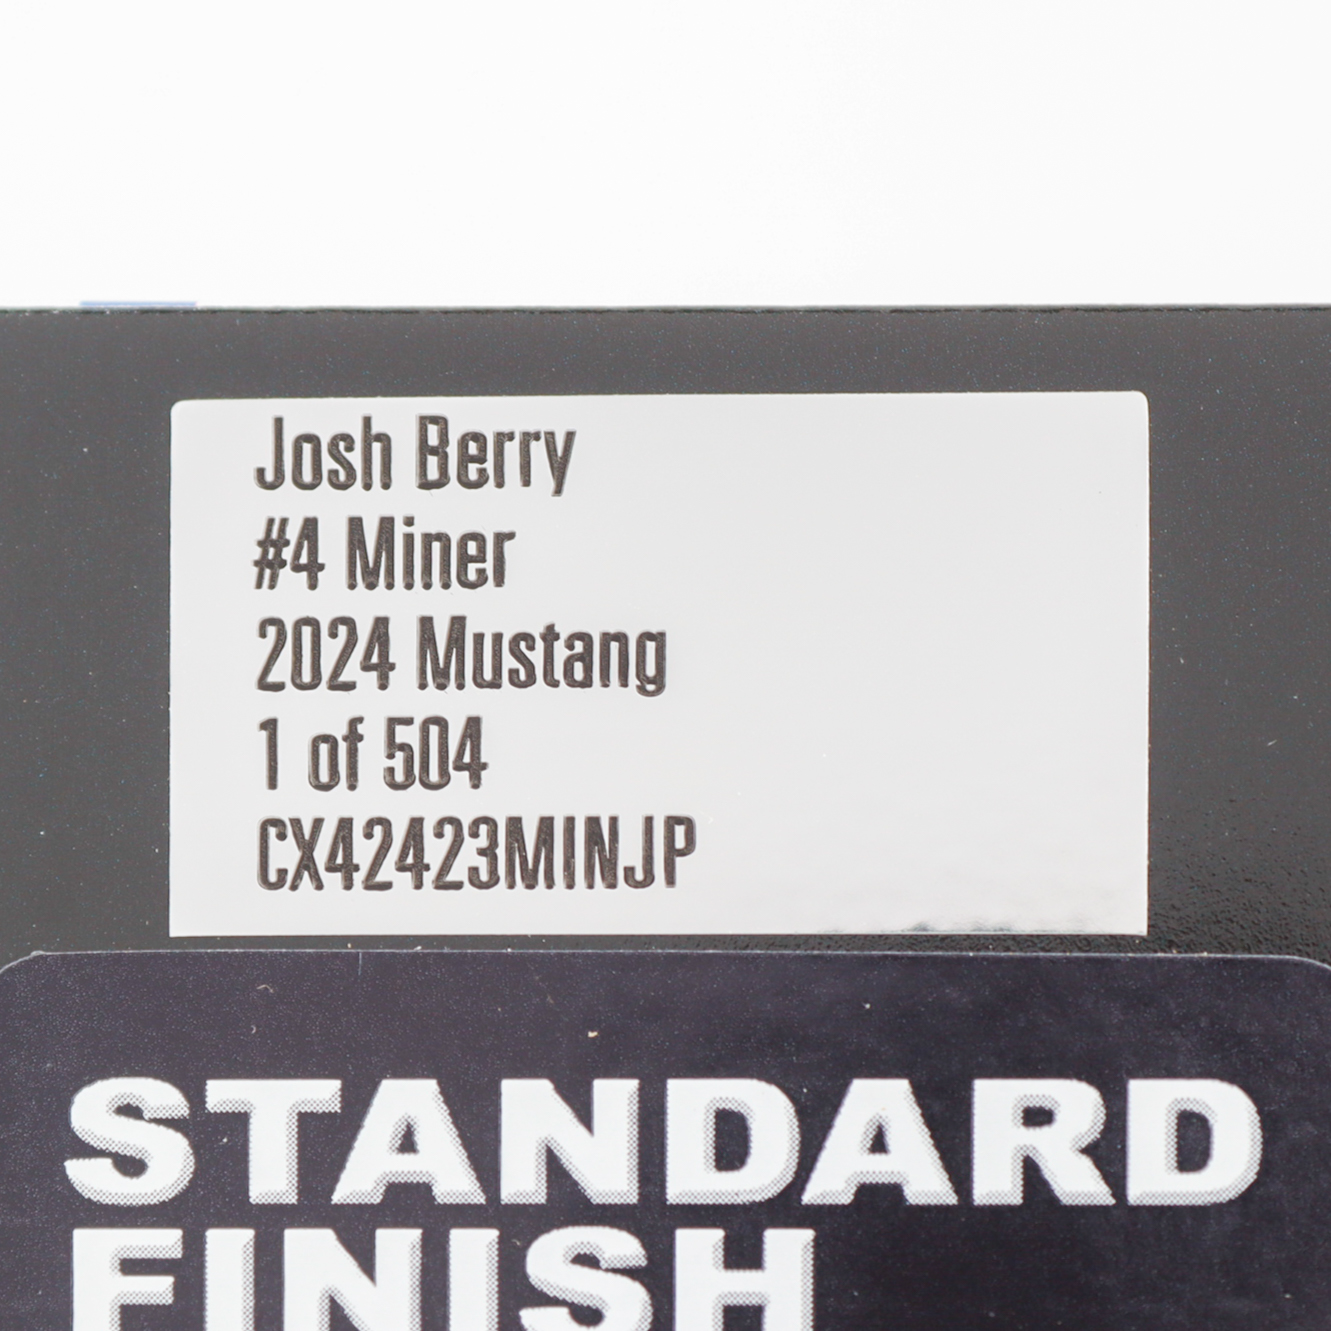 Josh Berry
#4 Miner
2024 Mustang
1 of 504
CX42423MINJP
STANDARD
FINISH